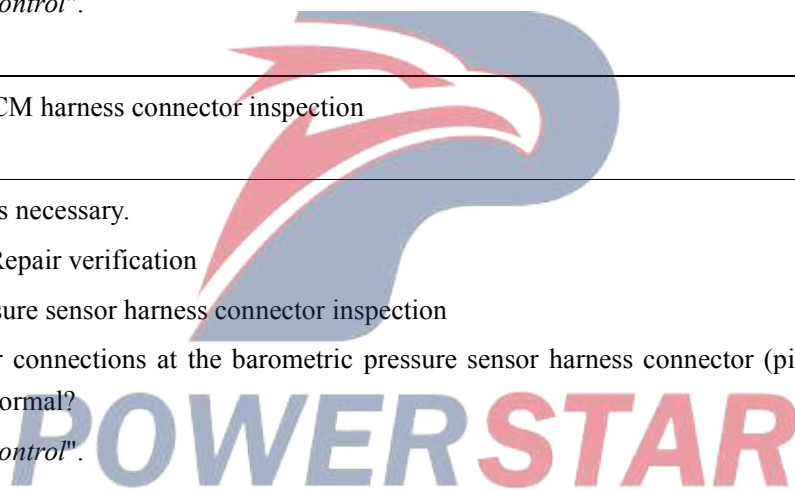 ontrol".
CM harness connector inspection
s necessary.
Repair verification
sure sensor harness connector inspection
r connections at the barometric pressure sensor harness connector (pi
ormal?
ontrol".
POWERSTAR